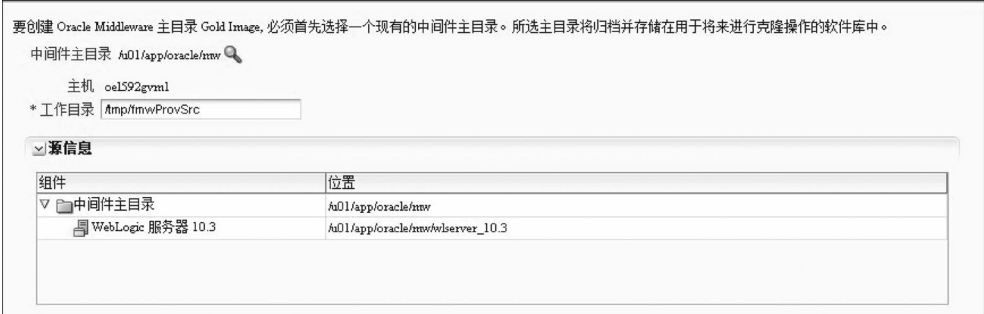 要创建 Oracle Middleware 主目录 Gold Image, 必须首先选择一个现有的中间件主目录。所选主目录将归档并存储在用于将来进行克隆操作的软件库中。
中间件主目录 /u01/app/oracle/mw
主机 oel592gvm1
* 工作目录 /tmp/fmwProvSrc
源信息
组件 位置
中间件主目录 /u01/app/oracle/mw
WebLogic 服务器 10.3 /u01/app/oracle/mw/wlserver_10.3